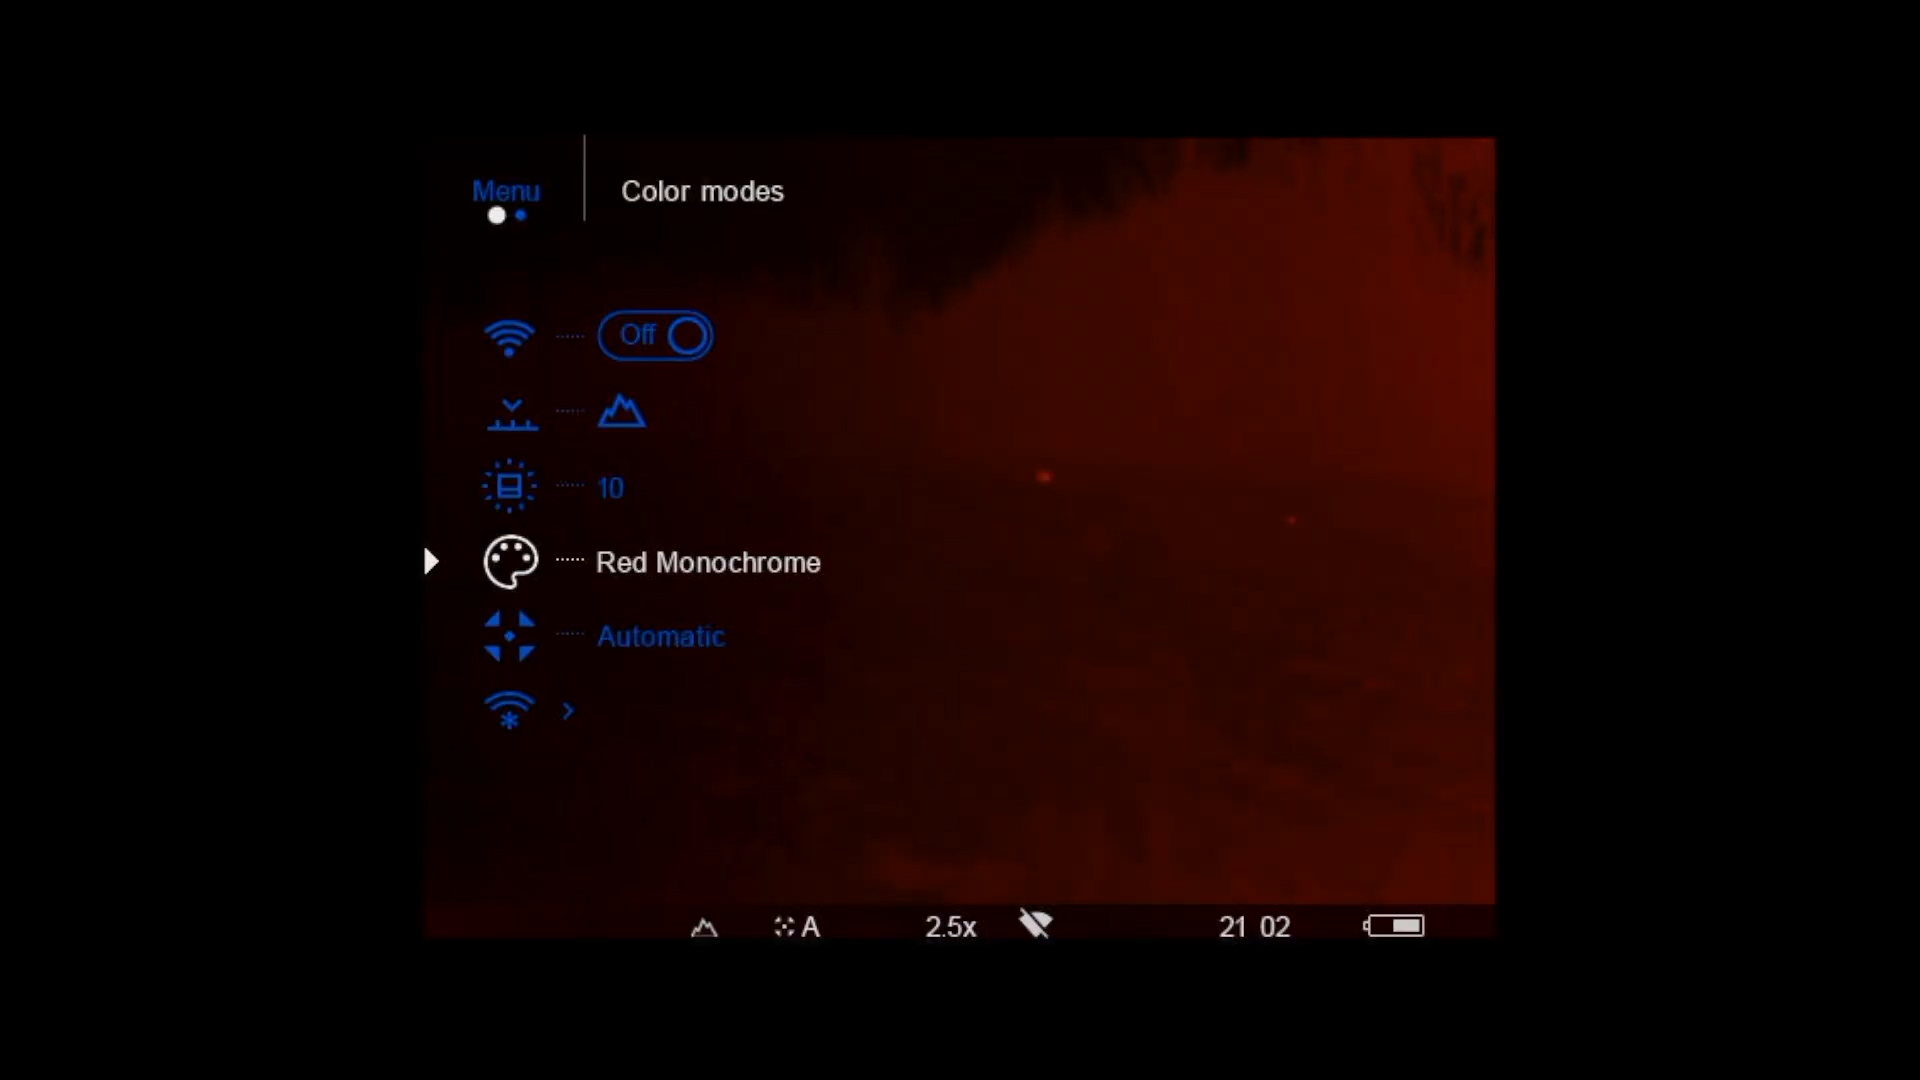 Menu
Color modes
Off
10
Red Monochrome
Automatic
A
2.5x
21 02